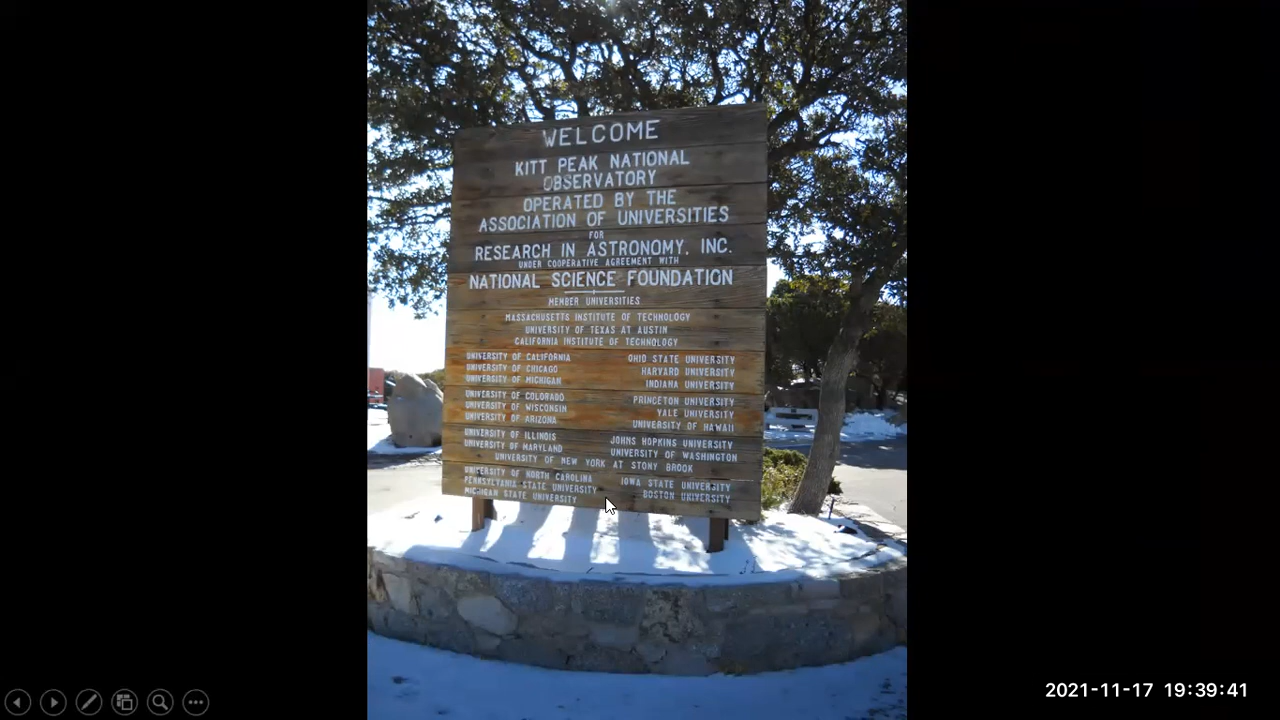 WELCOME
KITT PEAK NATIONAL
OBSERVATORY
OPERATED BY THE
ASSOCIATION OF UNIVERSITIES
FOR
RESEARCH IN ASTRONOMY, INC.
UNDER COOPERATIVE AGREEMENT WITH
NATIONAL SCIENCE FOUNDATION
MEMBER UNIVERSITIES
MASSACHUSETTS INSTITUTE OF TECHNOLOGY
UNIVERSITY OF TEXAS AT AUSTIN
CALIFORNIA INSTITUTE OF TECHNOLOGY
UNIVERSITY OF CALIFORNIA OHIO STATE UNIVERSITY
UNIVERSITY OF CHICAGO HARVARD UNIVERSITY
UNIVERSITY OF MICHIGAN INDIANA UNIVERSITY
UNIVERSITY OF COLORADO PRINCETON UNIVERSITY
UNIVERSITY OF WISCONSIN YALE UNIVERSITY
UNIVERSITY OF ARIZONA UNIVERSITY OF HAWAII
UNIVERSITY OF ILLINOIS JOHNS HOPKINS UNIVERSITY
UNIVERSITY OF MARYLAND UNIVERSITY OF WASHINGTON
UNIVERSITY OF NEW YORK AT STONY BROOK
UNIVERSITY OF NORTH CAROLINA IOWA STATE UNIVERSITY
PENNSYLVANIA STATE UNIVERSITY BOSTON UNIVERSITY
MICHIGAN STATE UNIVERSITY
2021-11-17 19:39:41